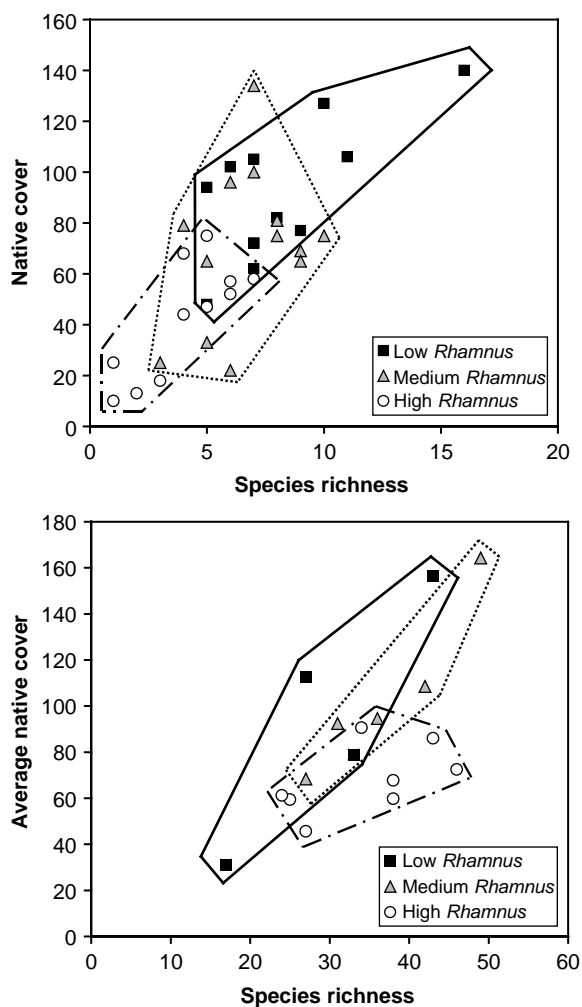 160
140
120
100
80
60
40
20
0
Native cover
Low Rhamnus
Medium Rhamnus
High Rhamnus
0 5 10 15 20
Species richness
180
160
140
120
100
80
60
40
20
0
Average native cover
Low Rhamnus
Medium Rhamnus
High Rhamnus
0 10 20 30 40 50 60
Species richness